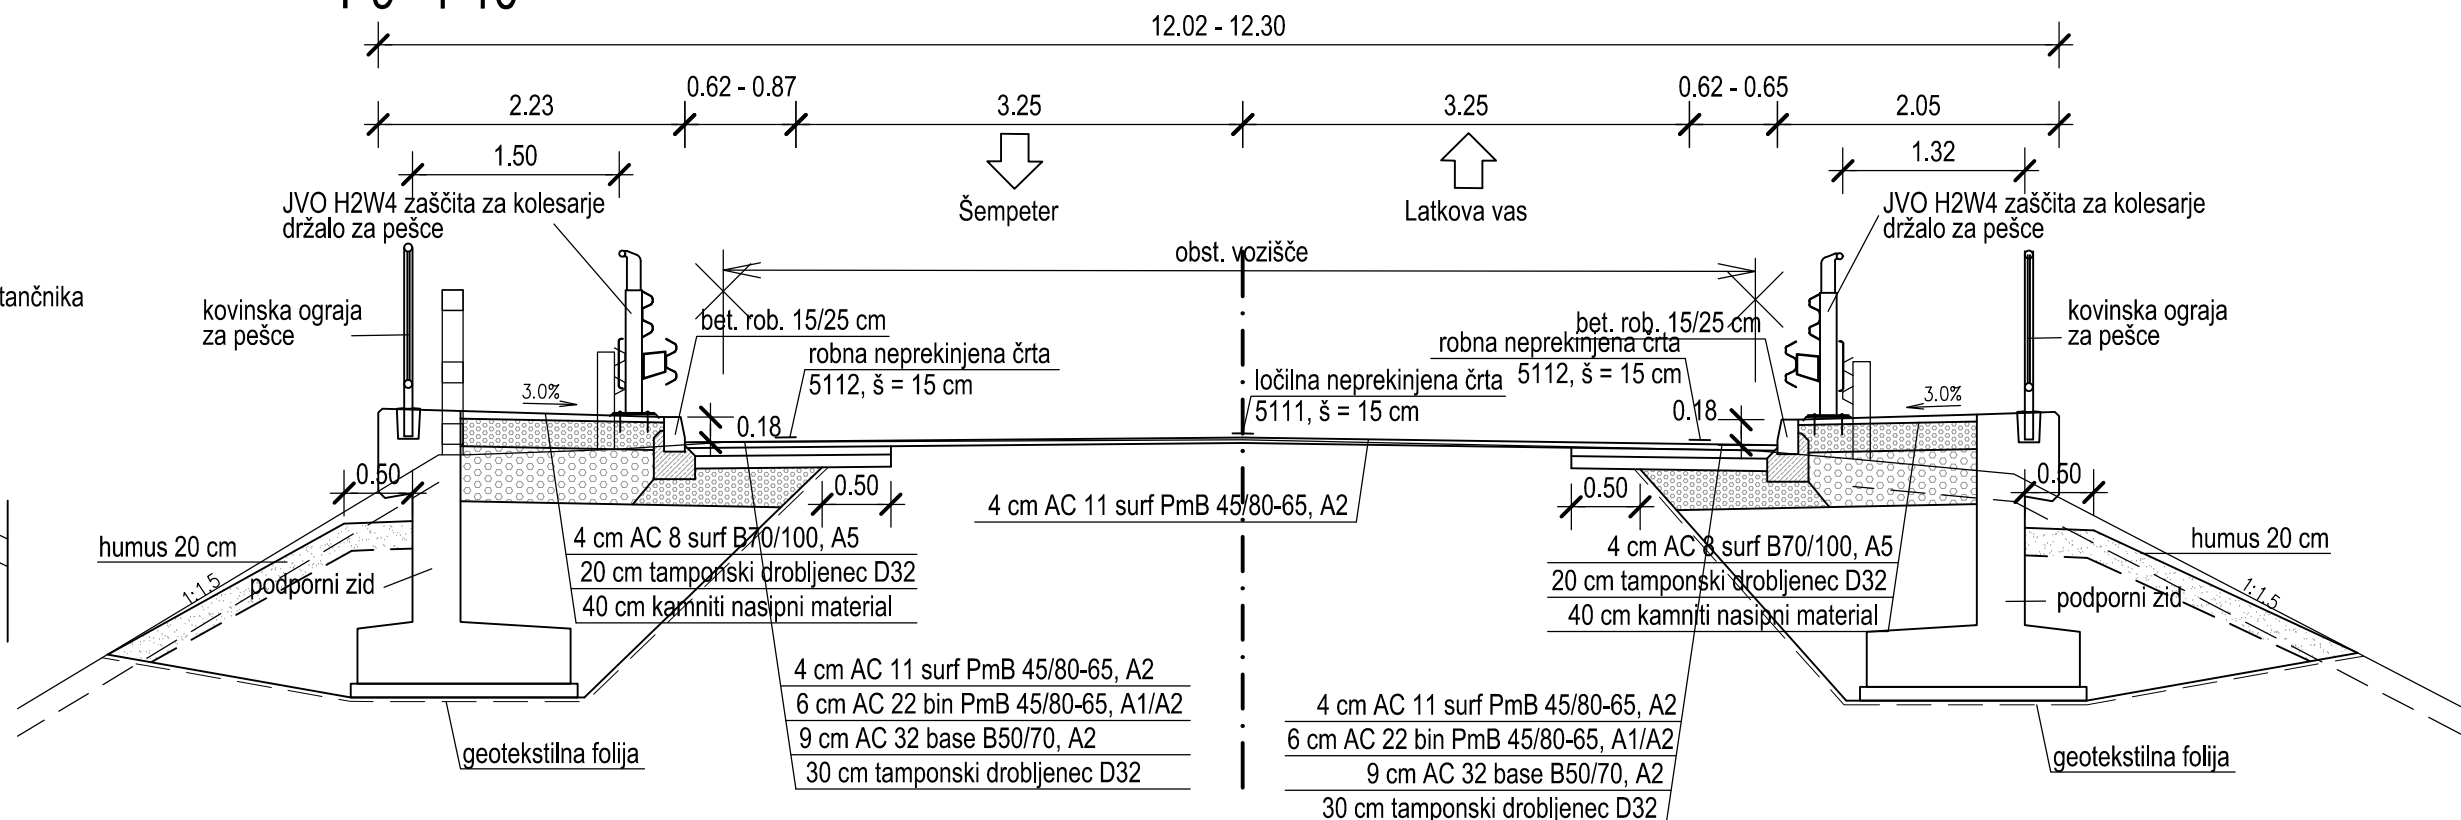 12.02 - 12.30
2.23
0.62 - 0.87
3.25
3.25
0.62 - 0.65
2.05
1.50
1.32
JVO H2W4 zaščita za kolesarje
držalo za pešce
Šempeter
Latkova vas
JVO H2W4 zaščita za kolesarje
držalo za pešce
obst. vozišče
tančnika
kovinska ograja
za pešce
kovinska ograja
za pešce
bet. rob. 15/25 cm
bet. rob. 15/25 cm
robna neprekinjena črta
5112, š = 15 cm
robna neprekinjena črta
5112, š = 15 cm
ločilna neprekinjena črta
5111, š = 15 cm
3.0%
3.0%
0.18
0.18
0.50
0.50
0.50
0.50
4 cm AC 11 surf PmB 45/80-65, A2
humus 20 cm
1:1.5
podporni zid
4 cm AC 8 surf B70/100, A5
20 cm tamponski drobljenec D32
40 cm kamniti nasipni material
4 cm AC 8 surf B70/100, A5
20 cm tamponski drobljenec D32
40 cm kamniti nasipni material
humus 20 cm
1:1.5
podporni zid
4 cm AC 11 surf PmB 45/80-65, A2
6 cm AC 22 bin PmB 45/80-65, A1/A2
9 cm AC 32 base B50/70, A2
30 cm tamponski drobljenec D32
4 cm AC 11 surf PmB 45/80-65, A2
6 cm AC 22 bin PmB 45/80-65, A1/A2
9 cm AC 32 base B50/70, A2
30 cm tamponski drobljenec D32
geotekstilna folija
geotekstilna folija